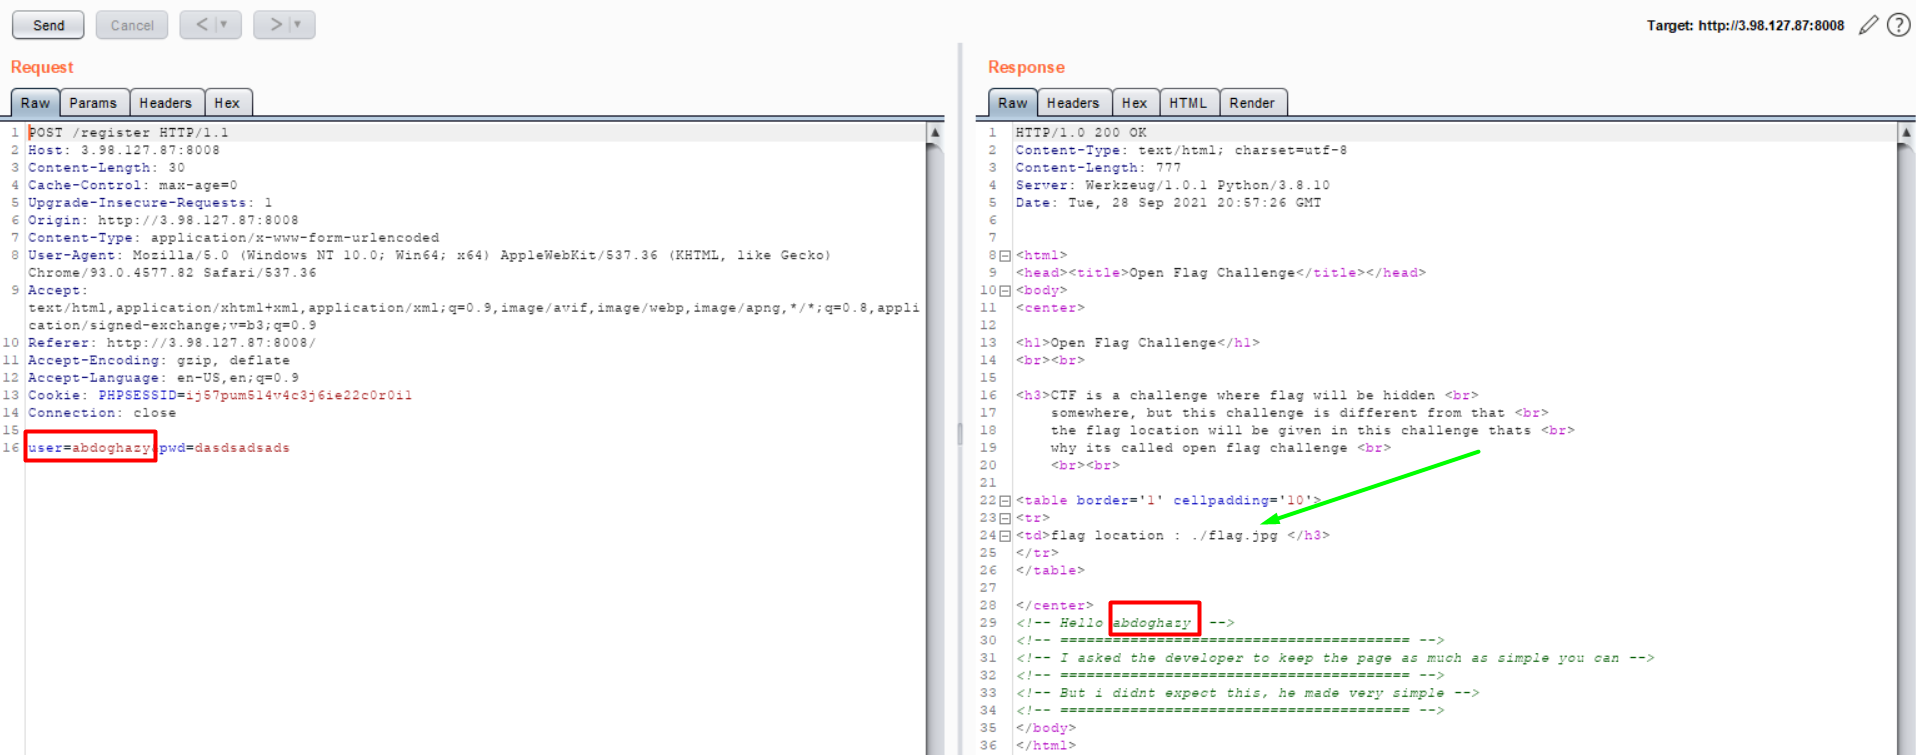 Send Cancel < > Target: http://3.98.127.87:8008 ?
Request
Raw Params Headers Hex
1 POST /register HTTP/1.1
2 Host: 3.98.127.87:8008
3 Content-Length: 30
4 Cache-Control: max-age=0
5 Upgrade-Insecure-Requests: 1
6 Origin: http://3.98.127.87:8008
7 Content-Type: application/x-www-form-urlencoded
8 User-Agent: Mozilla/5.0 (Windows NT 10.0; Win64; x64) AppleWebKit/537.36 (KHTML, like Gecko)
Chrome/93.0.4577.82 Safari/537.36
9 Accept:
text/html,application/xhtml+xml,application/xml;q=0.9,image/avif,image/webp,image/apng,*/*;q=0.8,appli
cation/signed-exchange;v=b3;q=0.9
10 Referer: http://3.98.127.87:8008/
11 Accept-Encoding: gzip, deflate
12 Accept-Language: en-US,en;q=0.9
13 Cookie: PHPSESSID=ij57pum514v4c3j6ie22c0r0i1
14 Connection: close
15
16 user=abdoghazy&pwd=dasdsadsads
Response
Raw Headers Hex HTML Render
1 HTTP/1.0 200 OK
2 Content-Type: text/html; charset=utf-8
3 Content-Length: 777
4 Server: Werkzeug/1.0.1 Python/3.8.10
5 Date: Tue, 28 Sep 2021 20:57:26 GMT
6
7
8 <html>
9 <head><title>Open Flag Challenge</title></head>
10 <body>
11 <center>
12
13 <h1>Open Flag Challenge</h1>
14 <br><br>
15
16 <h3>CTF is a challenge where flag will be hidden <br>
17 somewhere, but this challenge is different from that <br>
18 the flag location will be given in this challenge thats <br>
19 why its called open flag challenge <br>
20 <br><br>
21
22 <table border='1' cellpadding='10'>
23 <tr>
24 <td>flag location : ./flag.jpg </h3>
25 </tr>
26 </table>
27
28 </center>
29 <!-- Hello abdoghazy -->
30 <!-- ======================================== -->
31 <!-- I asked the developer to keep the page as much as simple you can -->
32 <!-- ======================================== -->
33 <!-- But i didnt expect this, he made very simple -->
34 <!-- ======================================== -->
35 </body>
36 </html>